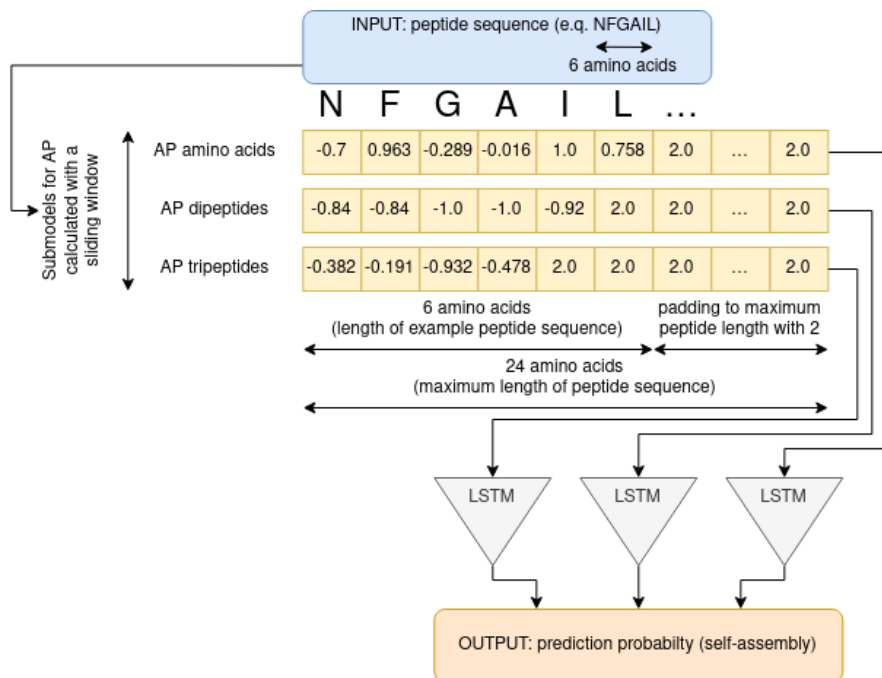 INPUT: peptide sequence (e.q. NFGAIL)
6 amino acids
N F G A I L ...
Submodels for AP
calculated with a
sliding window
AP amino acids -0.7 0.963 -0.289 -0.016 1.0 0.758 2.0 ... 2.0
AP dipeptides -0.84 -0.84 -1.0 -1.0 -0.92 2.0 2.0 ... 2.0
AP tripeptides -0.382 -0.191 -0.932 -0.478 2.0 2.0 2.0 ... 2.0
6 amino acids
(length of example peptide sequence)
padding to maximum
peptide length with 2
24 amino acids
(maximum length of peptide sequence)
LSTM LSTM LSTM
OUTPUT: prediction probabilty (self-assembly)